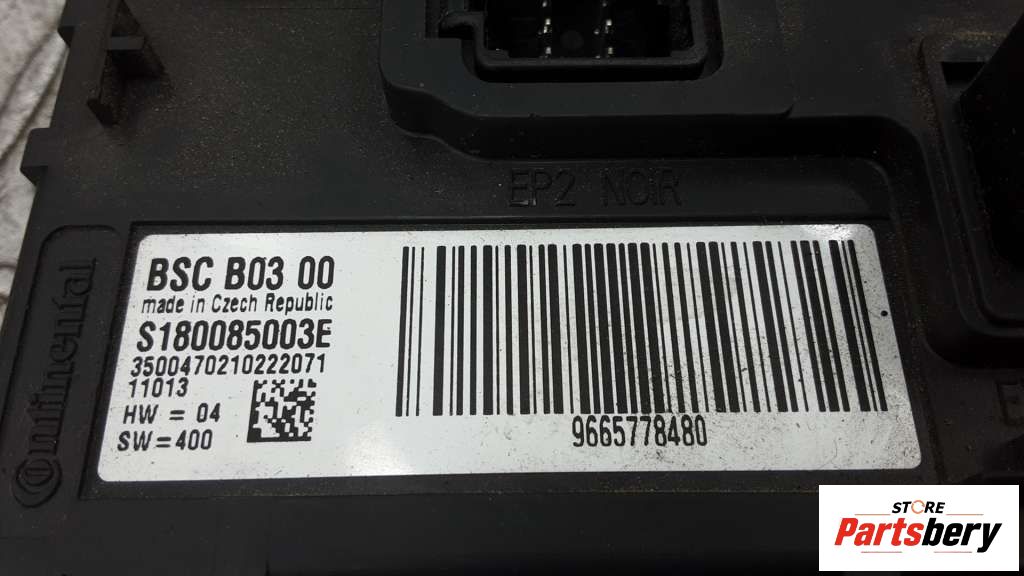 EP2 NOIR
Continental
BSC B03 00
made in Czech Republic
S180085003E
3500470210222071
11013
HW = 04
SW=400
9665778480
STORE
Partsbery